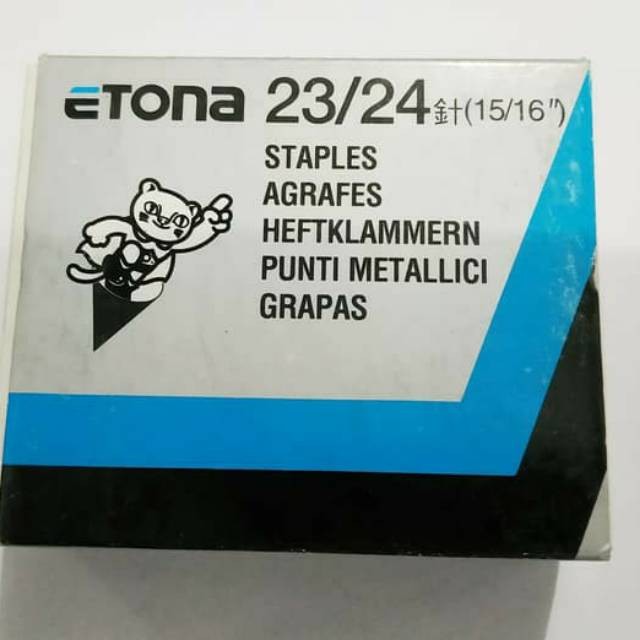 ETONA 23/24針(15/16")
STAPLES
AGRAFES
HEFTKLAMMERN
PUNTI METALLICI
GRAPAS